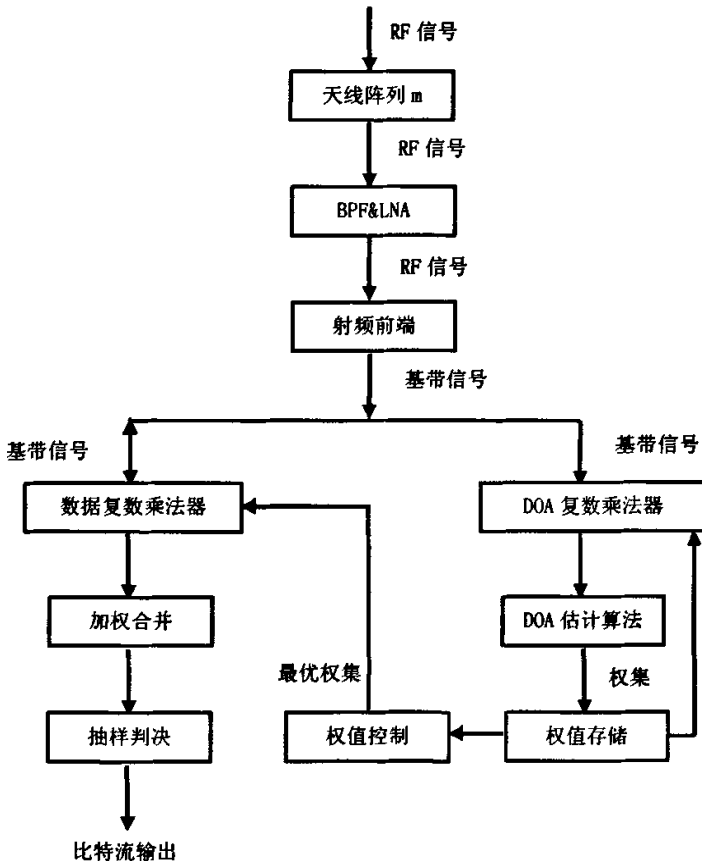 RF 信号
天线阵列 m
RF 信号
BPF&LNA
RF 信号
射频前端
基带信号
基带信号
基带信号
数据复数乘法器
DOA 复数乘法器
加权合并
DOA 估计算法
最优权集
权集
抽样判决
权值控制
权值存储
比特流输出